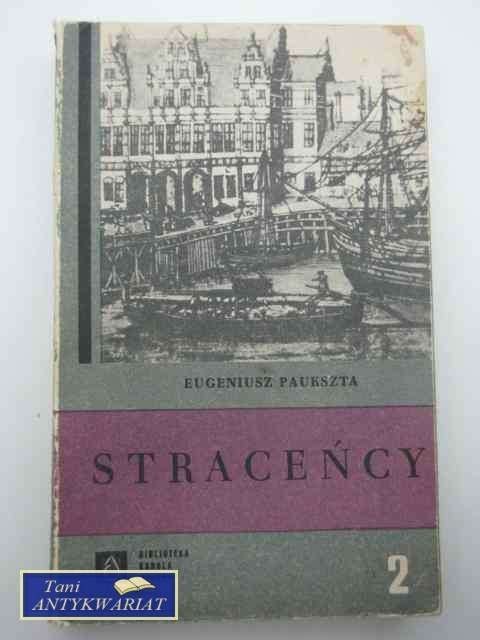 EUGENIUSZ PAUKSZTA
STRACEŃCY
BIBLIOTEKA
2
Tani
ANTYKWARIAT